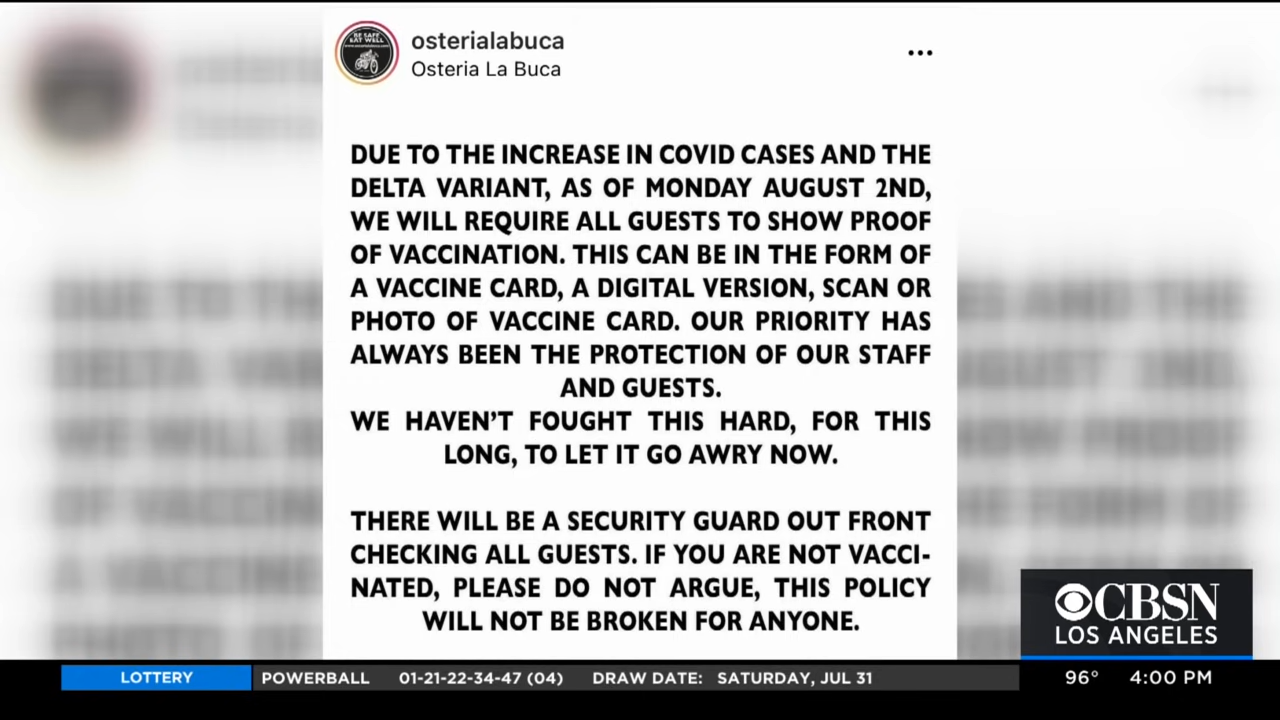 BE SAFE
EAT WELL
osterialabuca
Osteria La Buca
DUE TO THE INCREASE IN COVID CASES AND THE
DELTA VARIANT, AS OF MONDAY AUGUST 2ND,
WE WILL REQUIRE ALL GUESTS TO SHOW PROOF
OF VACCINATION. THIS CAN BE IN THE FORM OF
A VACCINE CARD, A DIGITAL VERSION, SCAN OR
PHOTO OF VACCINE CARD. OUR PRIORITY HAS
ALWAYS BEEN THE PROTECTION OF OUR STAFF
AND GUESTS.
WE HAVEN'T FOUGHT THIS HARD, FOR THIS
LONG, TO LET IT GO AWRY NOW.
THERE WILL BE A SECURITY GUARD OUT FRONT
CHECKING ALL GUESTS. IF YOU ARE NOT VACCI-
NATED, PLEASE DO NOT ARGUE, THIS POLICY
WILL NOT BE BROKEN FOR ANYONE.
CBSN
LOS ANGELES
LOTTERY POWERBALL 01-21-22-34-47 (04) DRAW DATE: SATURDAY, JUL 31 96° 4:00 PM